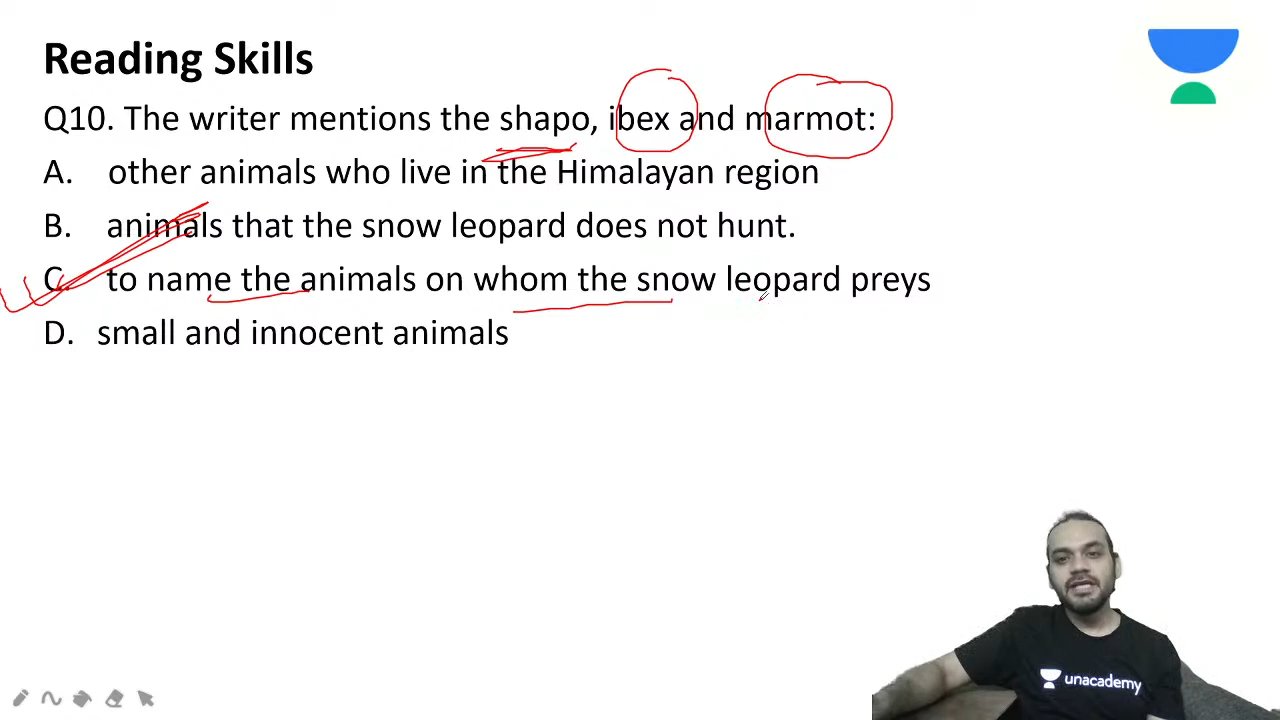 Reading Skills
Q10. The writer mentions the shapo, ibex and marmot:
A. other animals who live in the Himalayan region
B. animals that the snow leopard does not hunt.
C. to name the animals on whom the snow leopard preys
D. small and innocent animals
unacademy